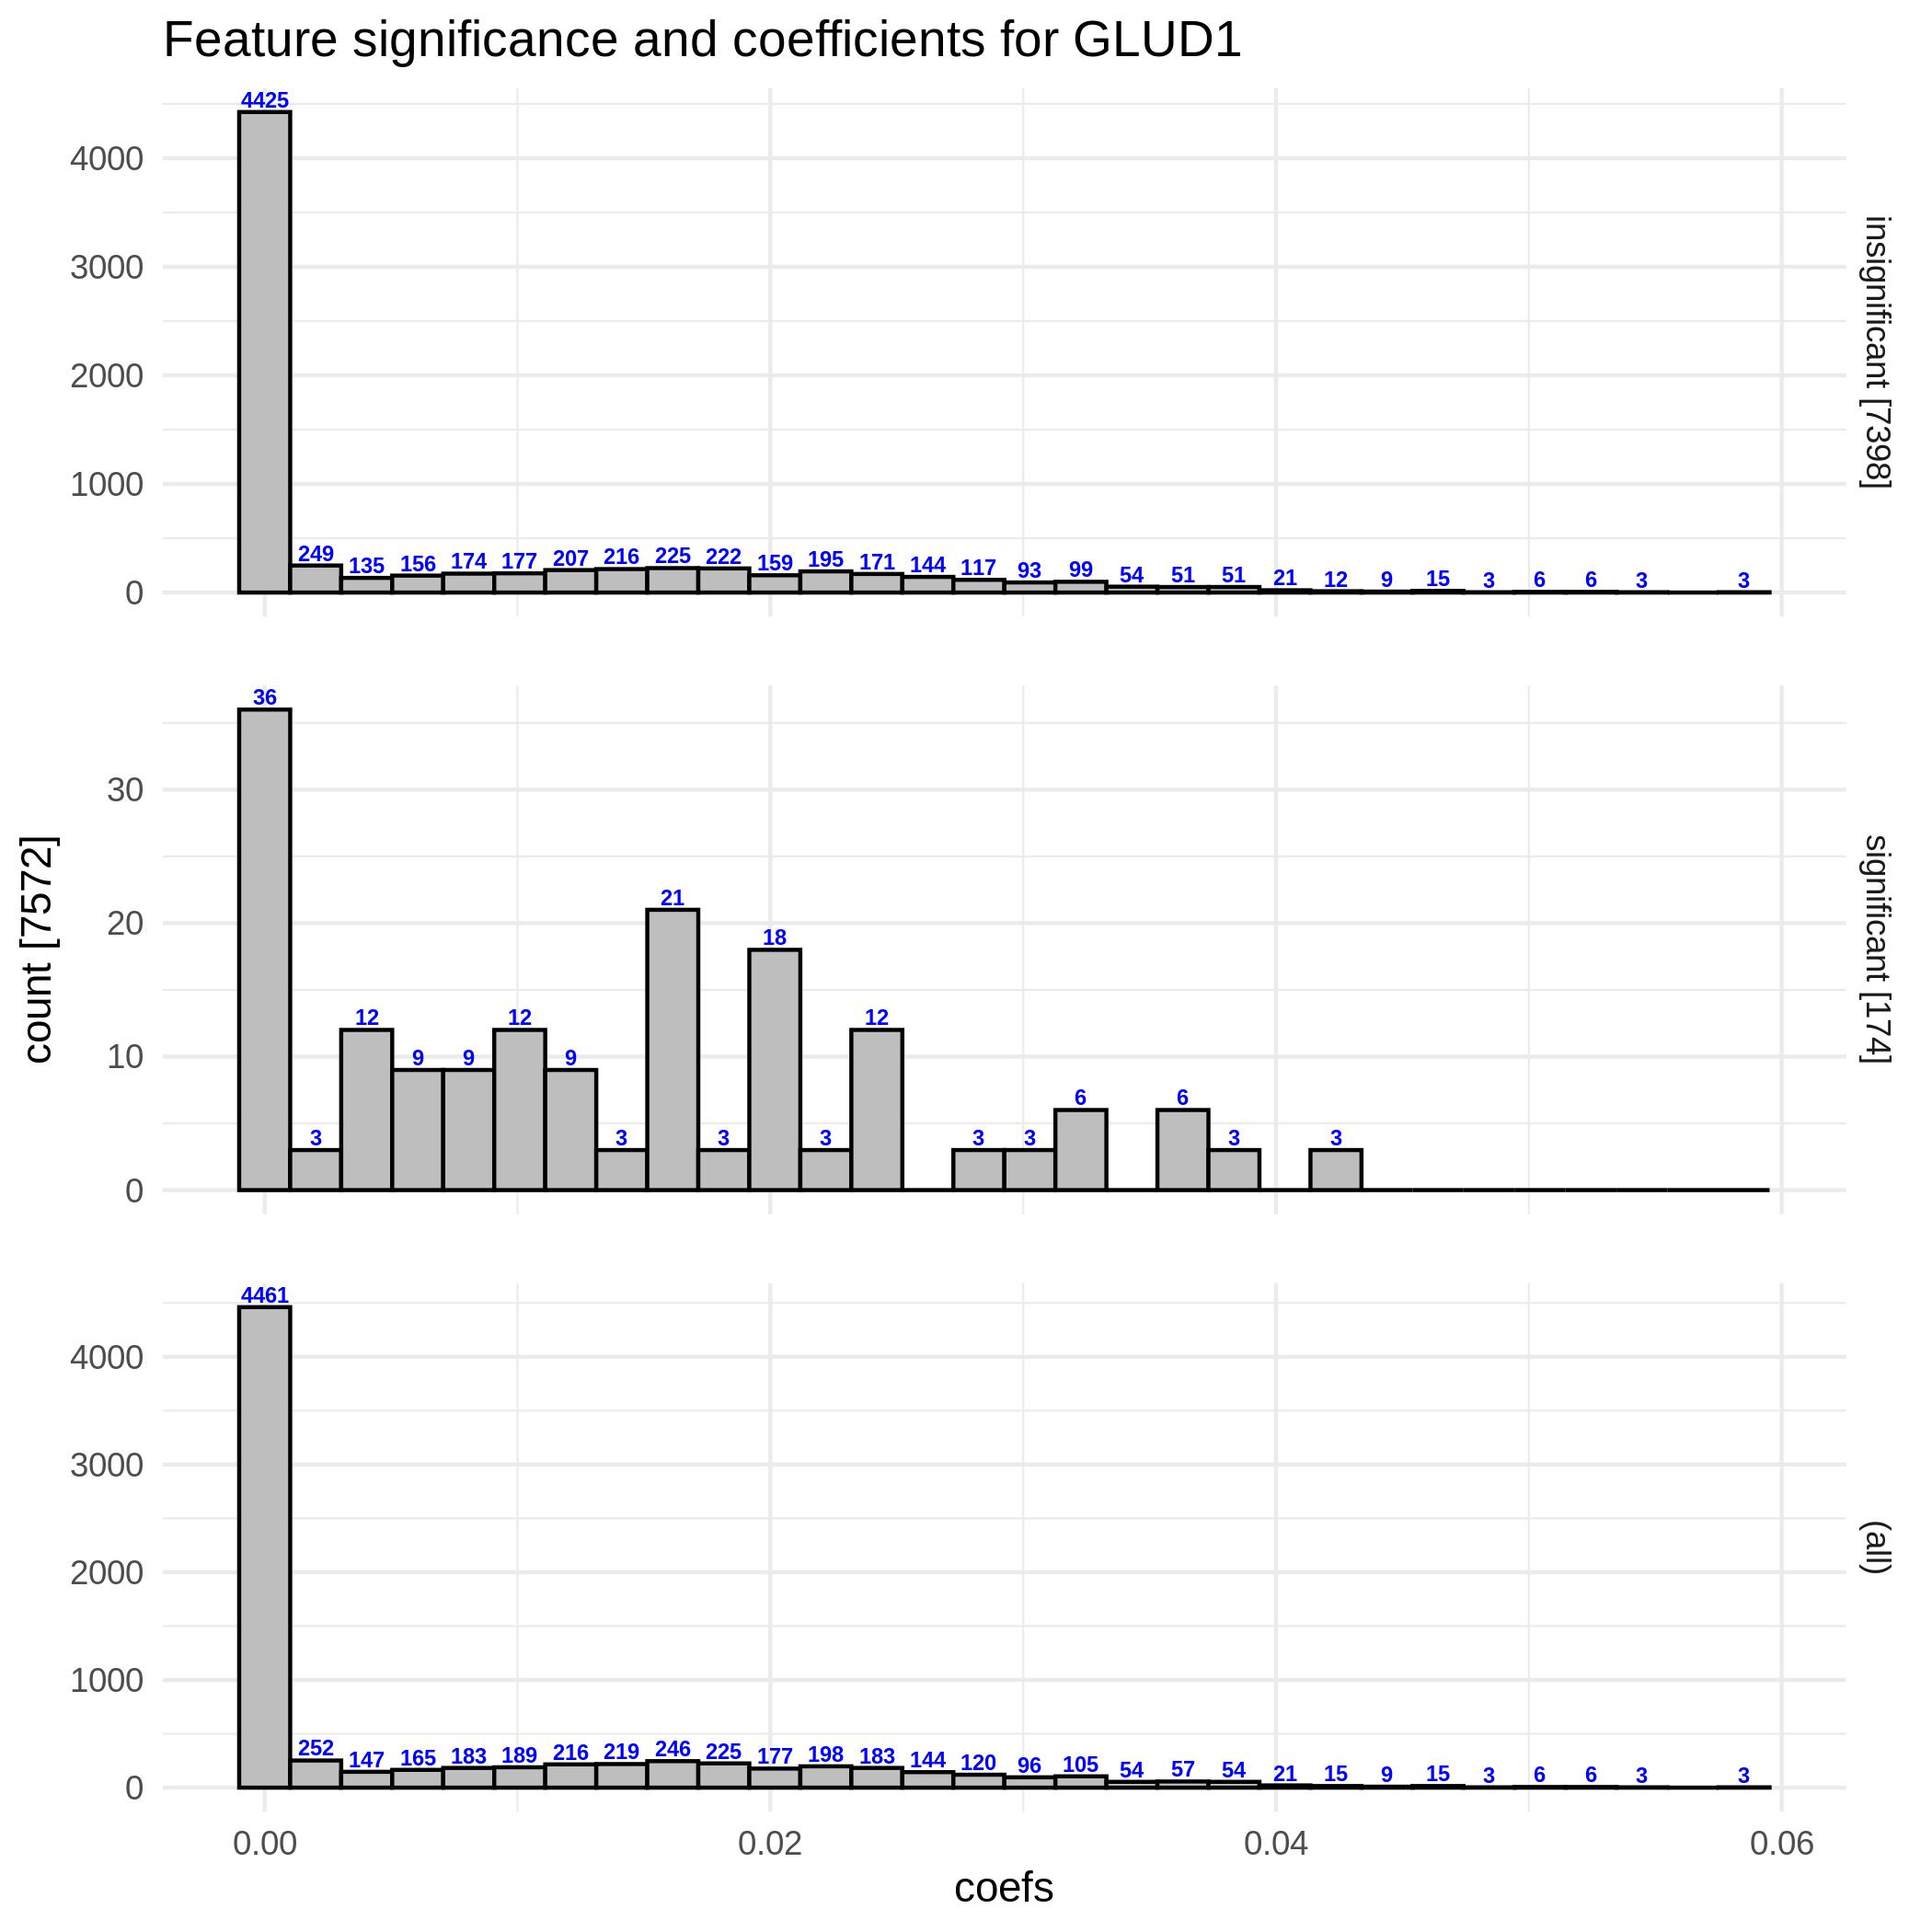 Feature significance and coefficients for GLUD1
4425
4000
3000
2000
1000
0
249 135 156 174 177 207 216 225 222 159 195 171 144 117 93 99 54 51 51 21 12 9 15 3 6 6 3 3
insignificant [7398]
36
30
20
10
0
3 12 9 9 12 9 3 21 3 18 3 12 3 3 6 6 3 3
significant [174]
count [7572]
4461
4000
3000
2000
1000
0
252 147 165 183 189 216 219 246 225 177 198 183 144 120 96 105 54 57 54 21 15 9 15 3 6 6 3 3
(all)
0.00 0.02 0.04 0.06
coefs